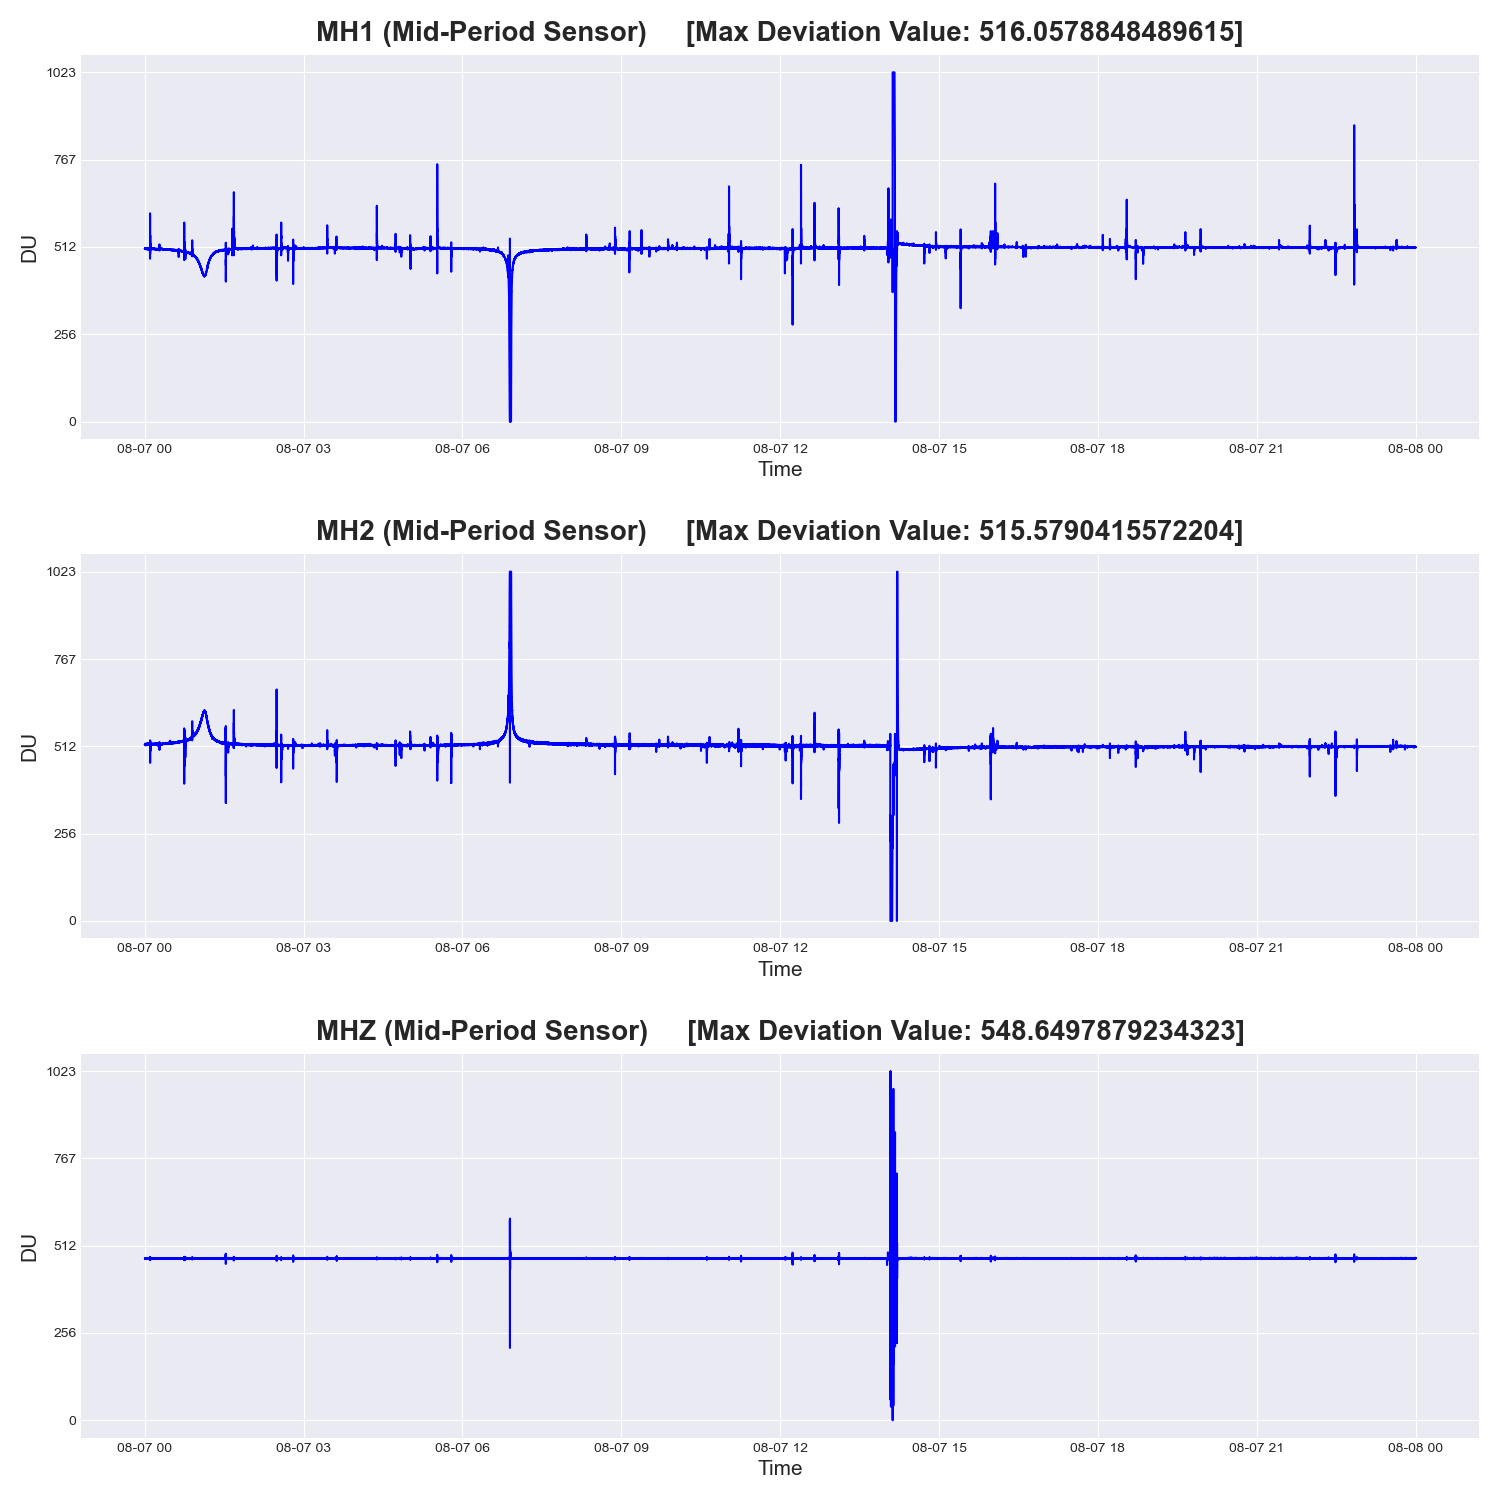 MH1 (Mid-Period Sensor) [Max Deviation Value: 516.0578848489615]
1023
767
512
256
0
DU
08-07 00 08-07 03 08-07 06 08-07 09 08-07 12 08-07 15 08-07 18 08-07 21 08-08 00
Time
MH2 (Mid-Period Sensor) [Max Deviation Value: 515.5790415572204]
1023
767
512
256
0
DU
08-07 00 08-07 03 08-07 06 08-07 09 08-07 12 08-07 15 08-07 18 08-07 21 08-08 00
Time
MHZ (Mid-Period Sensor) [Max Deviation Value: 548.6497879234323]
1023
767
512
256
0
DU
08-07 00 08-07 03 08-07 06 08-07 09 08-07 12 08-07 15 08-07 18 08-07 21 08-08 00
Time